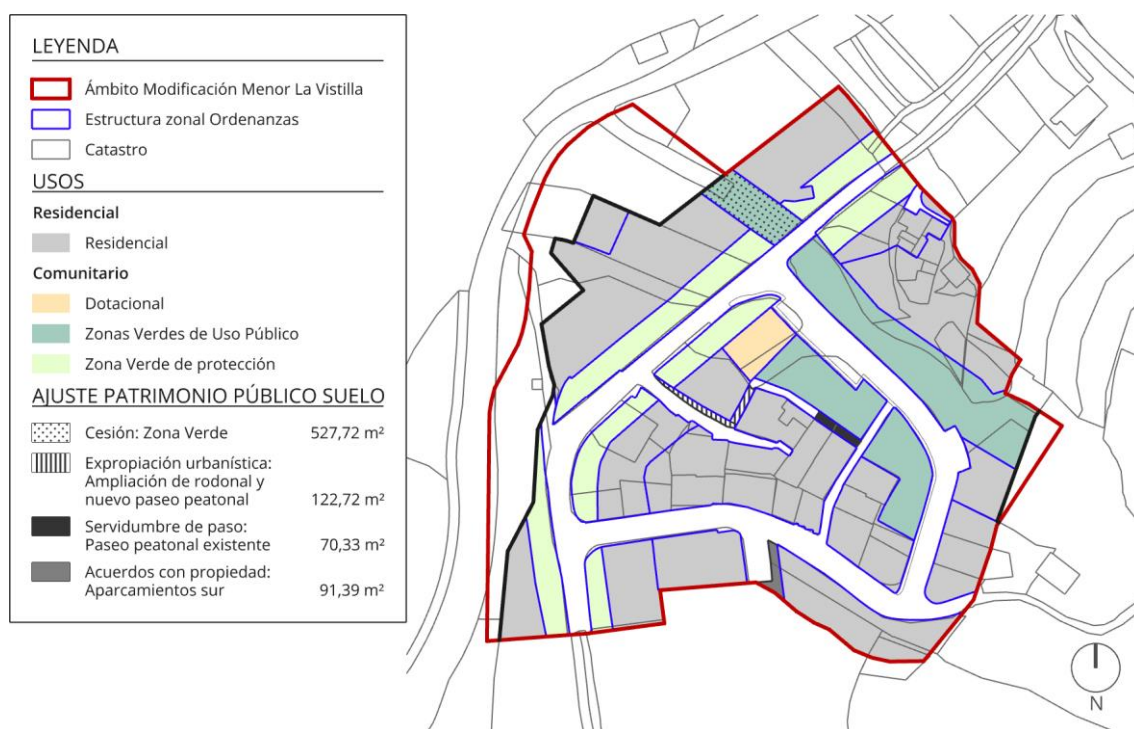 LEYENDA
Ámbito Modificación Menor La Vistilla
Estructura zonal Ordenanzas
Catastro
USOS
Residencial
Residencial
Comunitario
Dotacional
Zonas Verdes de Uso Público
Zona Verde de protección
AJUSTE PATRIMONIO PÚBLICO SUELO
Cesión: Zona Verde 527,72 m²
Expropiación urbanística:
Ampliación de rodonal y
nuevo paseo peatonal 122,72 m²
Servidumbre de paso:
Paseo peatonal existente 70,33 m²
Acuerdos con propiedad:
Aparcamientos sur 91,39 m²
N